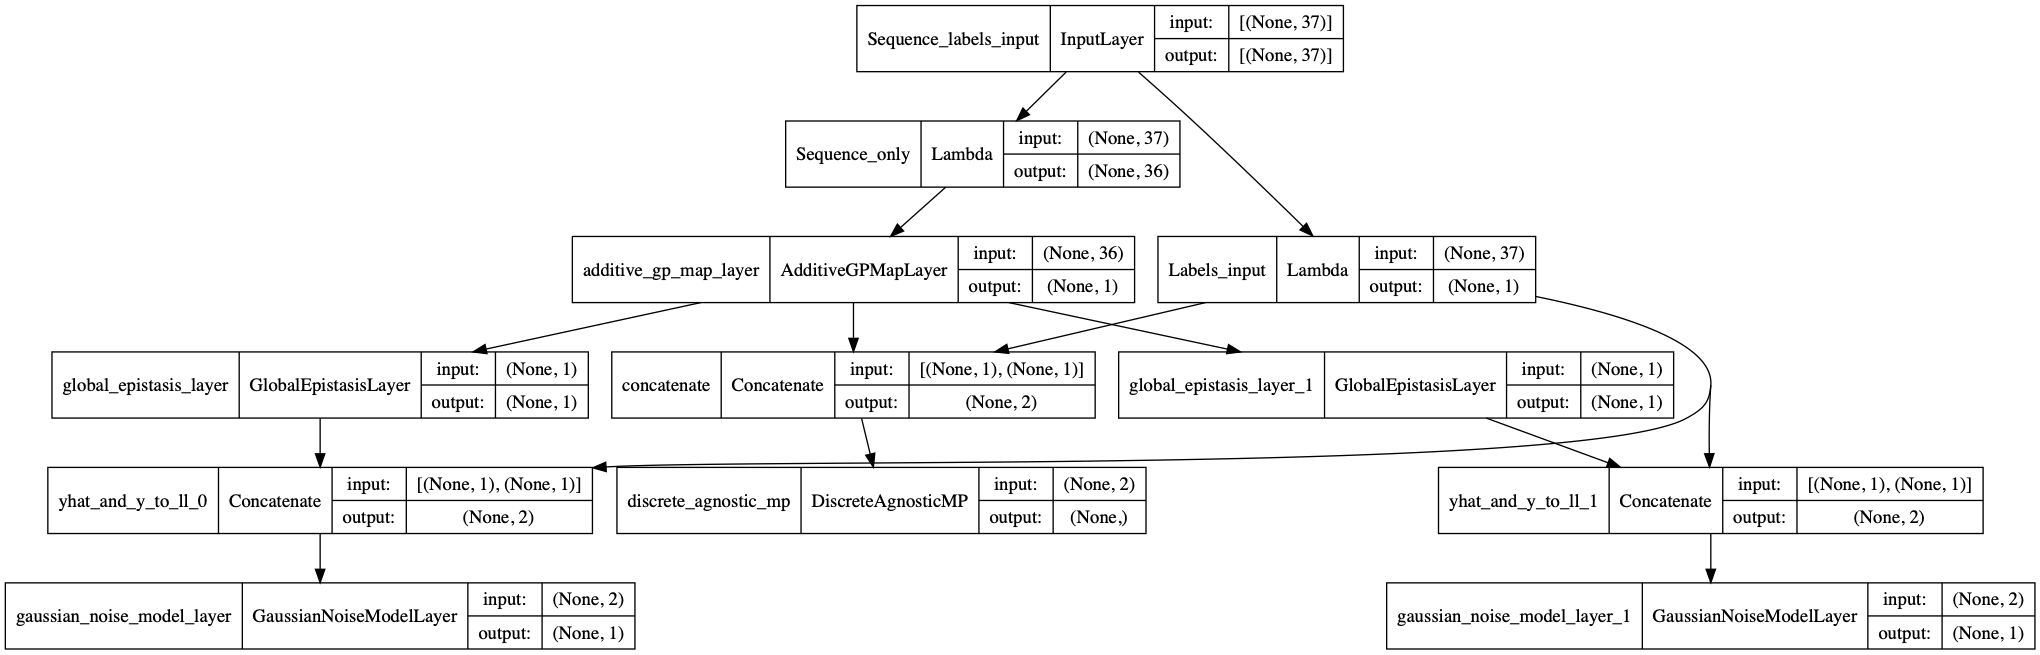 Sequence_labels_input InputLayer input: [(None, 37)]
output: [(None, 37)]
Sequence_only Lambda input: (None, 37)
output: (None, 36)
additive_gp_map_layer AdditiveGPMapLayer input: (None, 36)
output: (None, 1)
Labels_input Lambda input: (None, 37)
output: (None, 1)
global_epistasis_layer GlobalEpistasisLayer input: (None, 1)
output: (None, 1)
concatenate Concatenate input: [(None, 1), (None, 1)]
output: (None, 2)
global_epistasis_layer_1 GlobalEpistasisLayer input: (None, 1)
output: (None, 1)
yhat_and_y_to_ll_0 Concatenate input: [(None, 1), (None, 1)]
output: (None, 2)
discrete_agnostic_mp DiscreteAgnosticMP input: (None, 2)
output: (None,)
yhat_and_y_to_ll_1 Concatenate input: [(None, 1), (None, 1)]
output: (None, 2)
gaussian_noise_model_layer GaussianNoiseModelLayer input: (None, 2)
output: (None, 1)
gaussian_noise_model_layer_1 GaussianNoiseModelLayer input: (None, 2)
output: (None, 1)